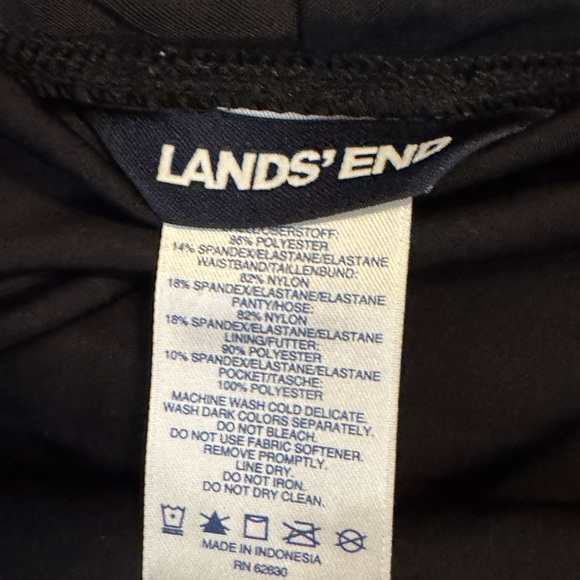 LANDS' END
86% POLYESTER
14% SPANDEX/ELASTANE/ELASTANE
WAISTBAND/TAILLENBUND:
82% NYLON
18% SPANDEX/ELASTANE/ELASTANE
PANTY/HOSE:
82% NYLON
18% SPANDEX/ELASTANE/ELASTANE
LINING/FUTTER:
90% POLYESTER
10% SPANDEX/ELASTANE/ELASTANE
POCKET/TASCHE:
100% POLYESTER
MACHINE WASH COLD DELICATE.
WASH DARK COLORS SEPARATELY.
DO NOT BLEACH.
DO NOT USE FABRIC SOFTENER.
REMOVE PROMPTLY.
LINE DRY.
DO NOT IRON.
DO NOT DRY CLEAN.
MADE IN INDONESIA
RN 62830